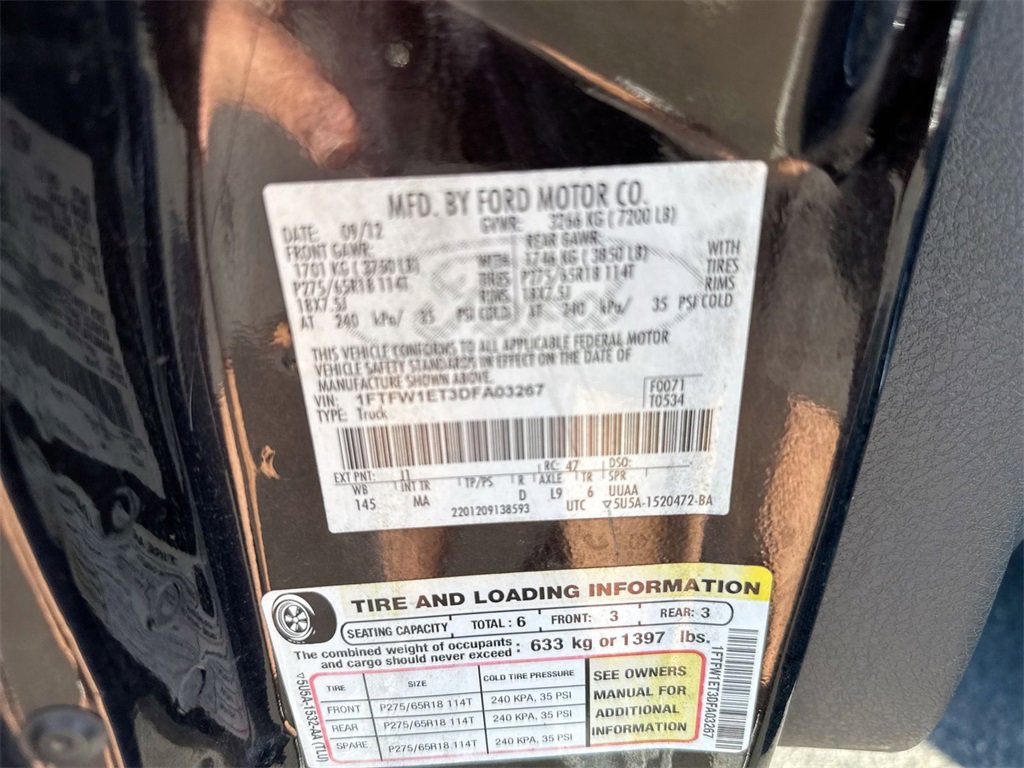 MFD. BY FORD MOTOR CO.
DATE: 09/12 GVWR: 3266 KG ( 7200 LB)
FRONT GAWR: REAR GAWR:
1701 KG ( 3750 LB) WITH 1746 KG ( 3850 LB) WITH
P275/65R18 114T TIRES P275/65R18 114T TIRES
18X7.5J RIMS 18X7.5J RIMS
AT 240 kPa/ 35 PSI COLD AT 240 kPa/ 35 PSI COLD
THIS VEHICLE CONFORMS TO ALL APPLICABLE FEDERAL MOTOR
VEHICLE SAFETY STANDARDS IN EFFECT ON THE DATE OF
MANUFACTURE SHOWN ABOVE.
VIN: 1FTFW1ET3DFA03267 F0071
TYPE: Truck T0534
EXT PNT: 11 RC: 47 DSO:
WB INT TR TP/PS R AXLE TR SPR
145 MA D L9 6 UUAA
2201209138593 UTC ▽5U5A-1520472-BA
TIRE AND LOADING INFORMATION
SEATING CAPACITY TOTAL : 6 FRONT: 3 REAR: 3
The combined weight of occupants : 633 kg or 1397 lbs.
and cargo should never exceed
TIRE SIZE COLD TIRE PRESSURE
FRONT P275/65R18 114T 240 KPA, 35 PSI
REAR P275/65R18 114T 240 KPA, 35 PSI
SPARE P275/65R18 114T 240 KPA, 35 PSI
SEE OWNERS
MANUAL FOR
ADDITIONAL
INFORMATION
▽5U5A-1532-AA (TLU)
1FTFW1ET3DFA03267